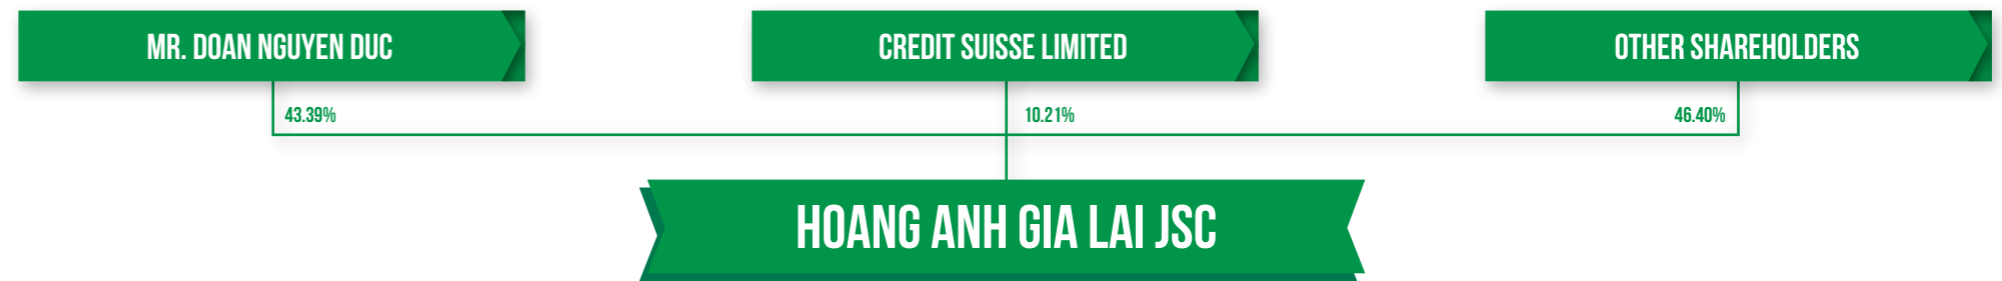 MR. DOAN NGUYEN DUC
CREDIT SUISSE LIMITED
OTHER SHAREHOLDERS
43.39%
10.21%
46.40%
HOANG ANH GIA LAI JSC